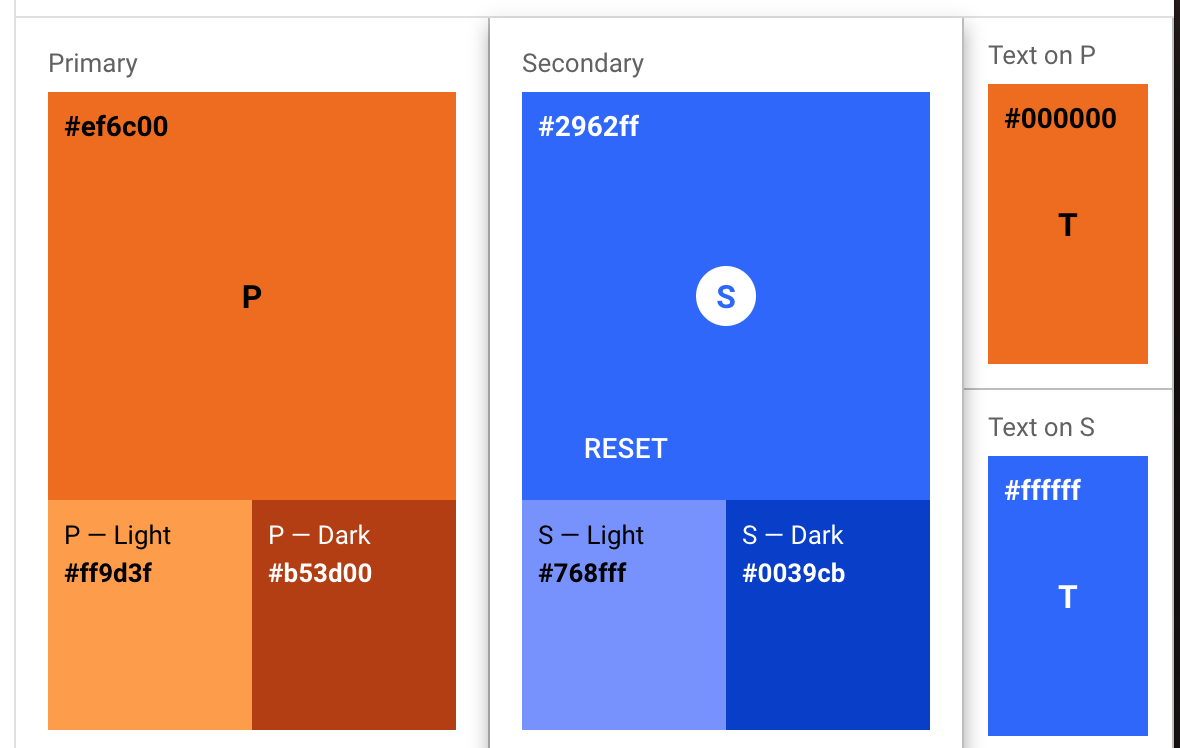 Primary
#ef6c00
P
P — Light
#ff9d3f
P — Dark
#b53d00
Secondary
#2962ff
S
RESET
S — Light
#768fff
S — Dark
#0039cb
Text on P
#000000
T
Text on S
#ffffff
T